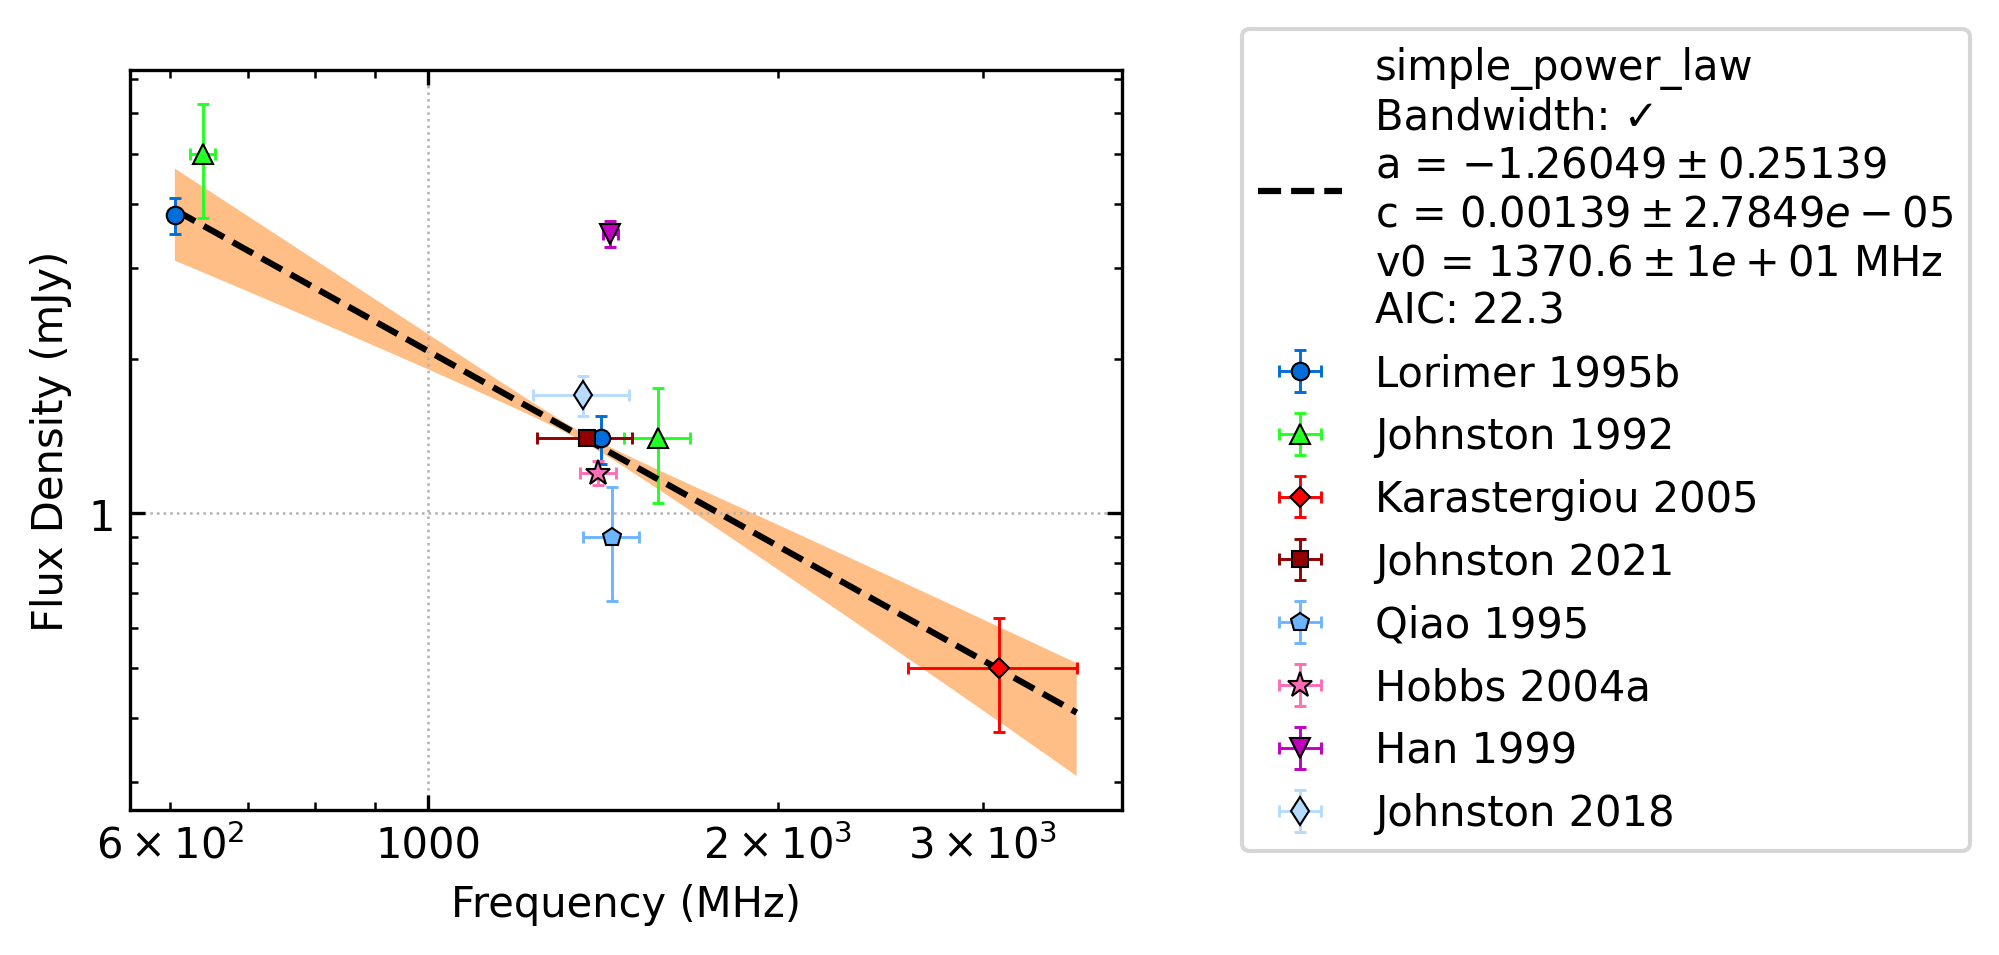 Flux Density (mJy)
1
6 × 10²
1000
2 × 10³
3 × 10³
Frequency (MHz)
simple_power_law
Bandwidth: ✓
a = −1.26049 ± 0.25139
c = 0.00139 ± 2.7849e − 05
v0 = 1370.6 ± 1e + 01 MHz
AIC: 22.3
Lorimer 1995b
Johnston 1992
Karastergiou 2005
Johnston 2021
Qiao 1995
Hobbs 2004a
Han 1999
Johnston 2018